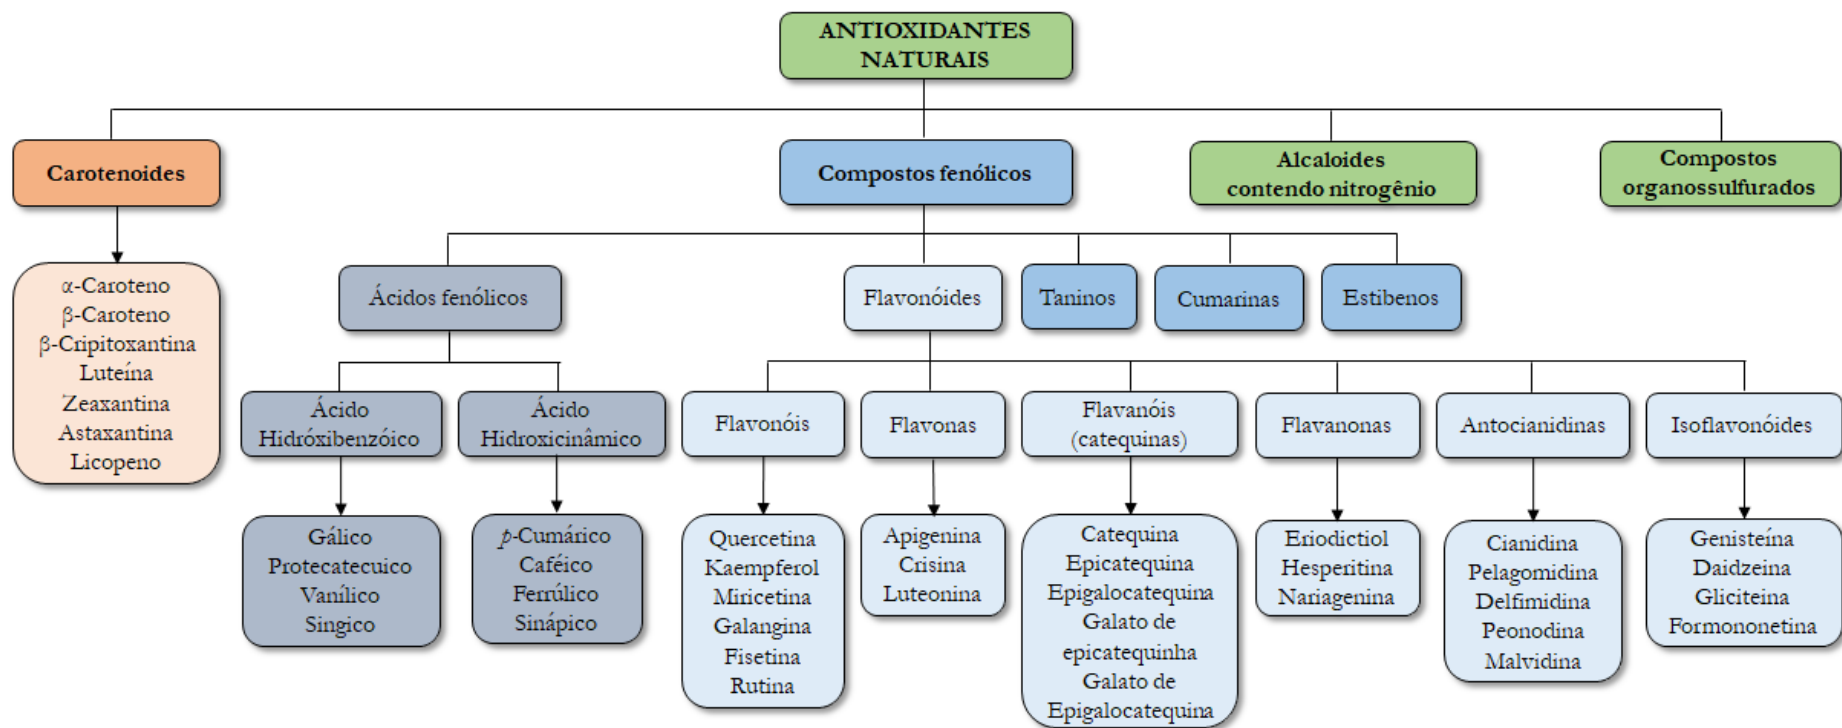 ANTIOXIDANTES
NATURAIS
Carotenoides
Compostos fenólicos
Alcaloides
contendo nitrogênio
Compostos
organossulfurados
α-Caroteno
β-Caroteno
β-Cripitoxantina
Luteína
Zeaxantina
Astaxantina
Licopeno
Ácidos fenólicos
Flavonóides
Taninos
Cumarinas
Estibenos
Ácido
Hidróxibenzóico
Ácido
Hidroxicinâmico
Flavonóis
Flavonas
Flavanóis
(catequinas)
Flavanonas
Antocianidinas
Isoflavonóides
Gálico
Protecatecuico
Vanílico
Singico
p-Cumárico
Caféico
Ferrúlico
Sinápico
Quercetina
Kaempferol
Miricetina
Galangina
Fisetina
Rutina
Apigenina
Crisina
Luteonina
Catequina
Epicatequina
Epigalocatequina
Galato de
epicatequinha
Galato de
Epigalocatequina
Eriodictiol
Hesperitina
Nariagenina
Cianidina
Pelagomidina
Delfimidina
Peonodina
Malvidina
Genisteína
Daidzeina
Gliciteina
Formononetina